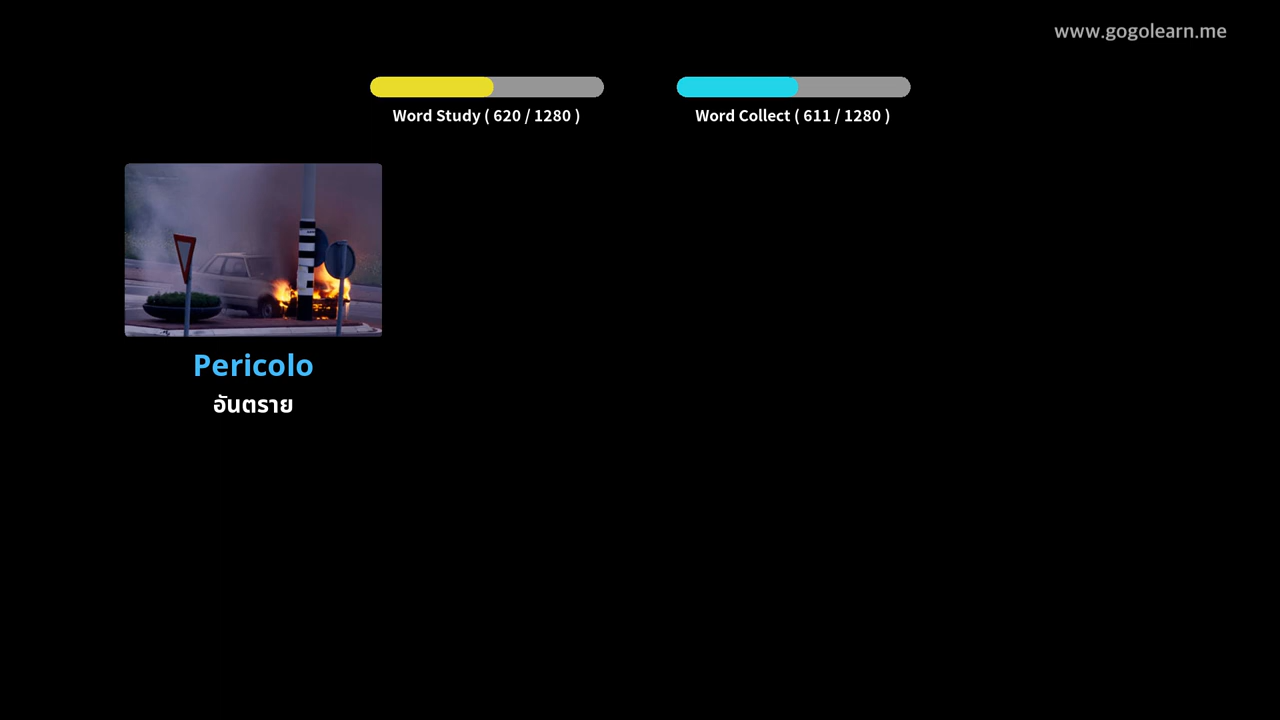 www.gogolearn.me
Word Study ( 620 / 1280 )
Word Collect ( 611 / 1280 )
Pericolo
อันตราย